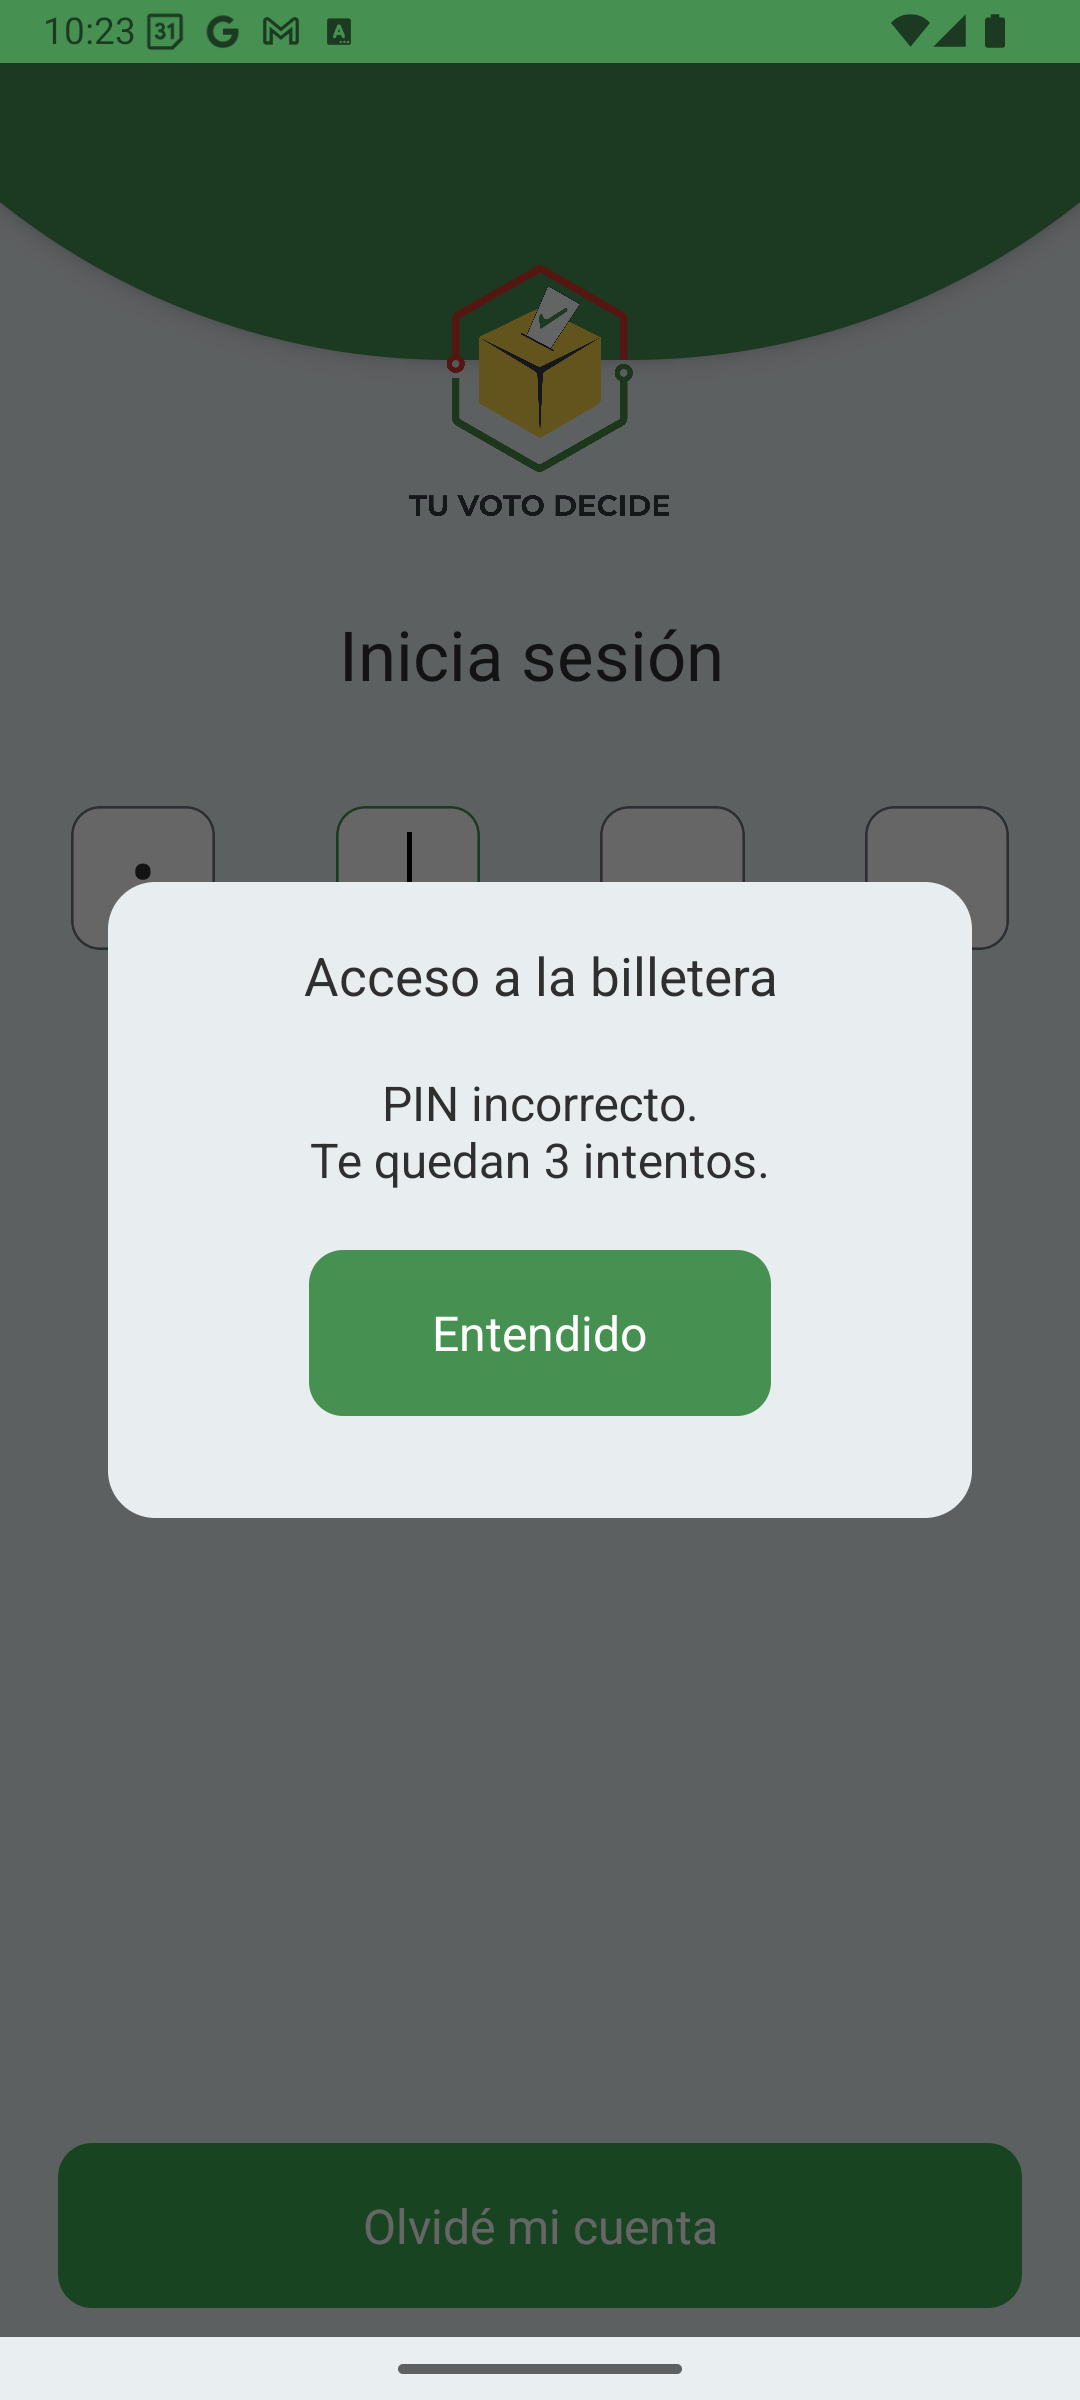 10:23
31
TU VOTO DECIDE
Inicia sesión
Acceso a la billetera
PIN incorrecto.
Te quedan 3 intentos.
Entendido
Olvidé mi cuenta